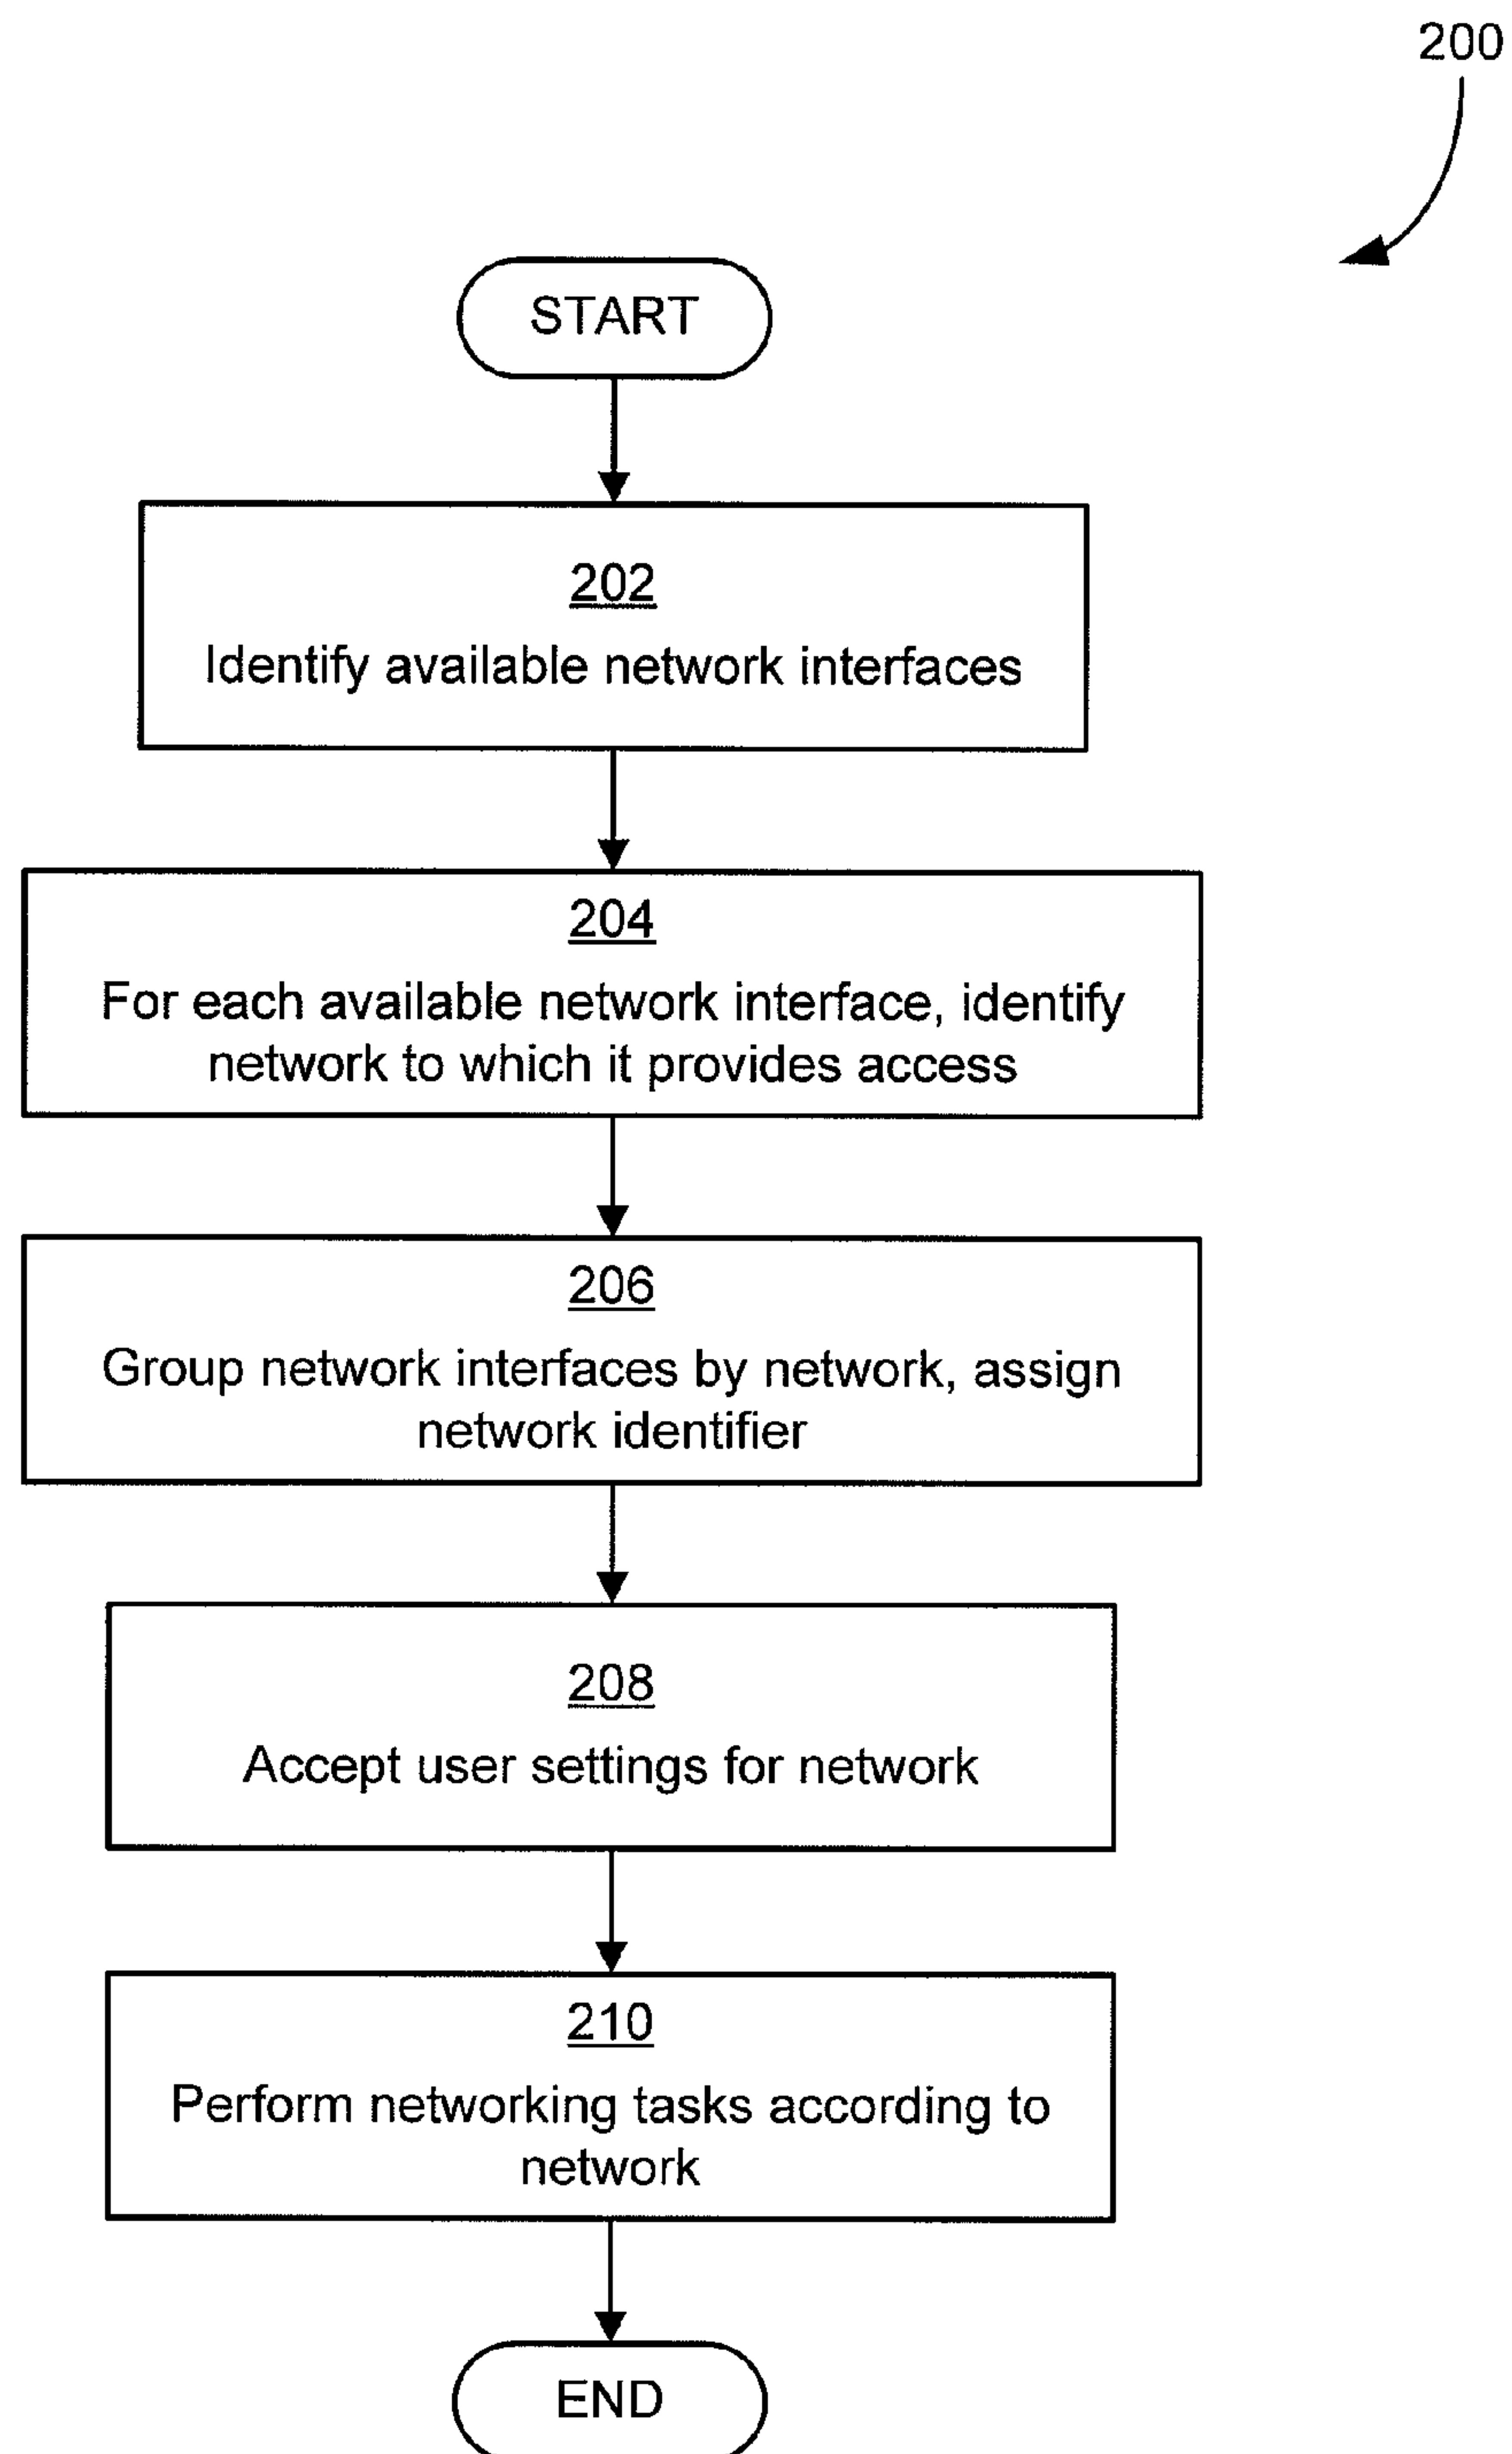 200
START
202
Identify available network interfaces
204
For each available network interface, identify
network to which it provides access
206
Group network interfaces by network, assign
network identifier
208
Accept user settings for network
210
Perform networking tasks according to
network
END